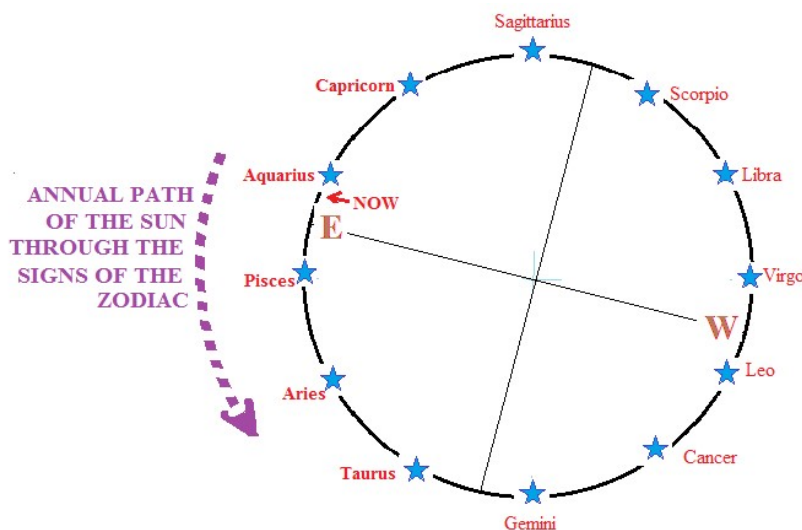 Sagittarius
Capricorn
Scorpio
Aquarius
Libra
NOW
ANNUAL PATH
OF THE SUN
THROUGH THE
SIGNS OF THE
ZODIAC
E
Pisces
Virgo
W
Leo
Aries
Cancer
Taurus
Gemini